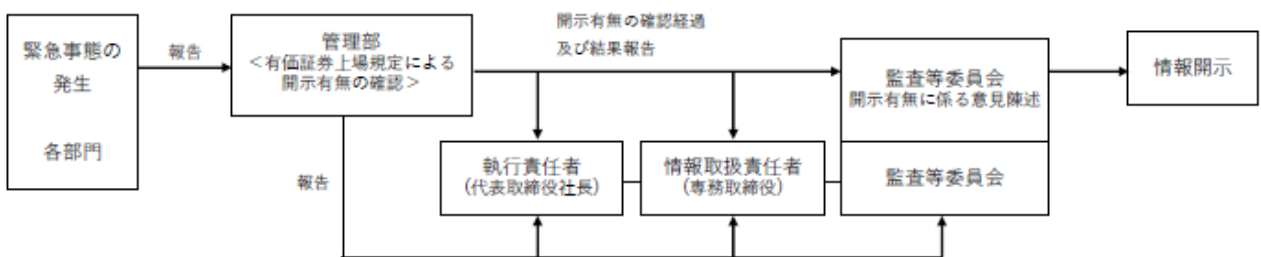 緊急事態の
発生
各部門
報告
管理部
<有価証券上場規定による
開示有無の確認>
報告
開示有無の確認経過
及び結果報告
執行責任者
(代表取締役社長)
情報取扱責任者
(専務取締役)
監査等委員会
開示有無に係る意見陳述
監査等委員会
情報開示